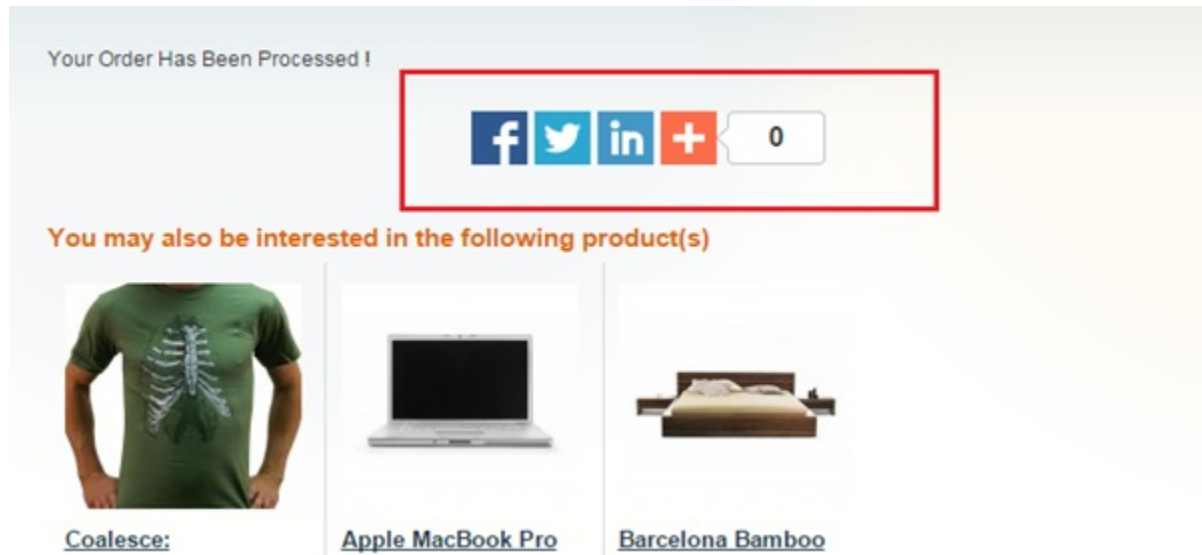 Your Order Has Been Processed !
f in + 0
You may also be interested in the following product(s)
Coalesce: Apple MacBook Pro Barcelona Bamboo